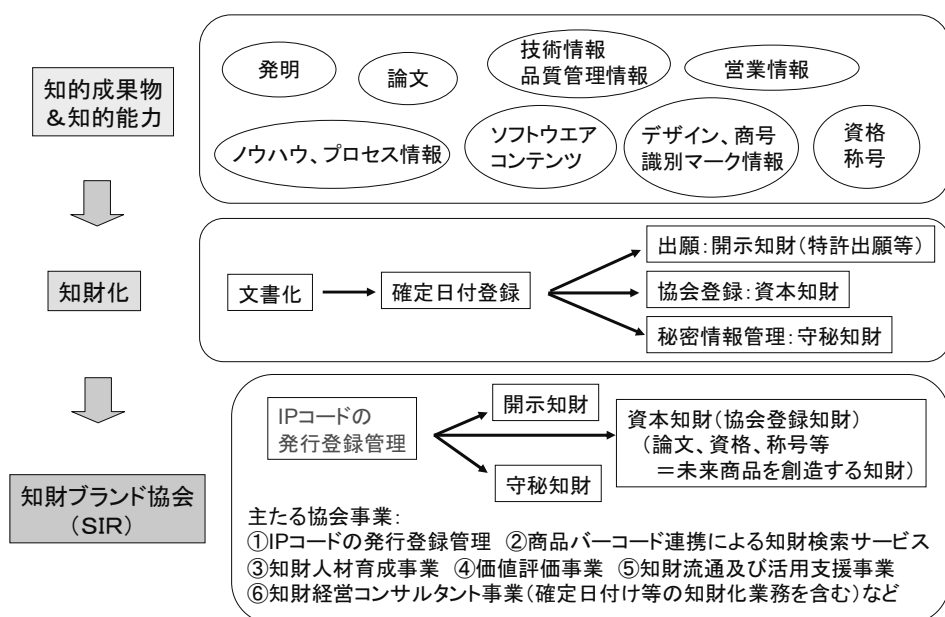 知的成果物
＆知的能力
発明
論文
技術情報
品質管理情報
営業情報
ノウハウ、プロセス情報
ソフトウエア
コンテンツ
デザイン、商号
識別マーク情報
資格
称号
知財化
文書化
確定日付登録
出願：開示知財（特許出願等）
協会登録：資本知財
秘密情報管理：守秘知財
知財ブランド協会
（SIR）
IPコードの
発行登録管理
開示知財
守秘知財
資本知財（協会登録知財）
（論文、資格、称号等
＝未来商品を創造する知財）
主たる協会事業：
①IPコードの発行登録管理 ②商品バーコード連携による知財検索サービス
③知財人材育成事業 ④価値評価事業 ⑤知財流通及び活用支援事業
⑥知財経営コンサルタント事業（確定日付け等の知財化業務を含む）など